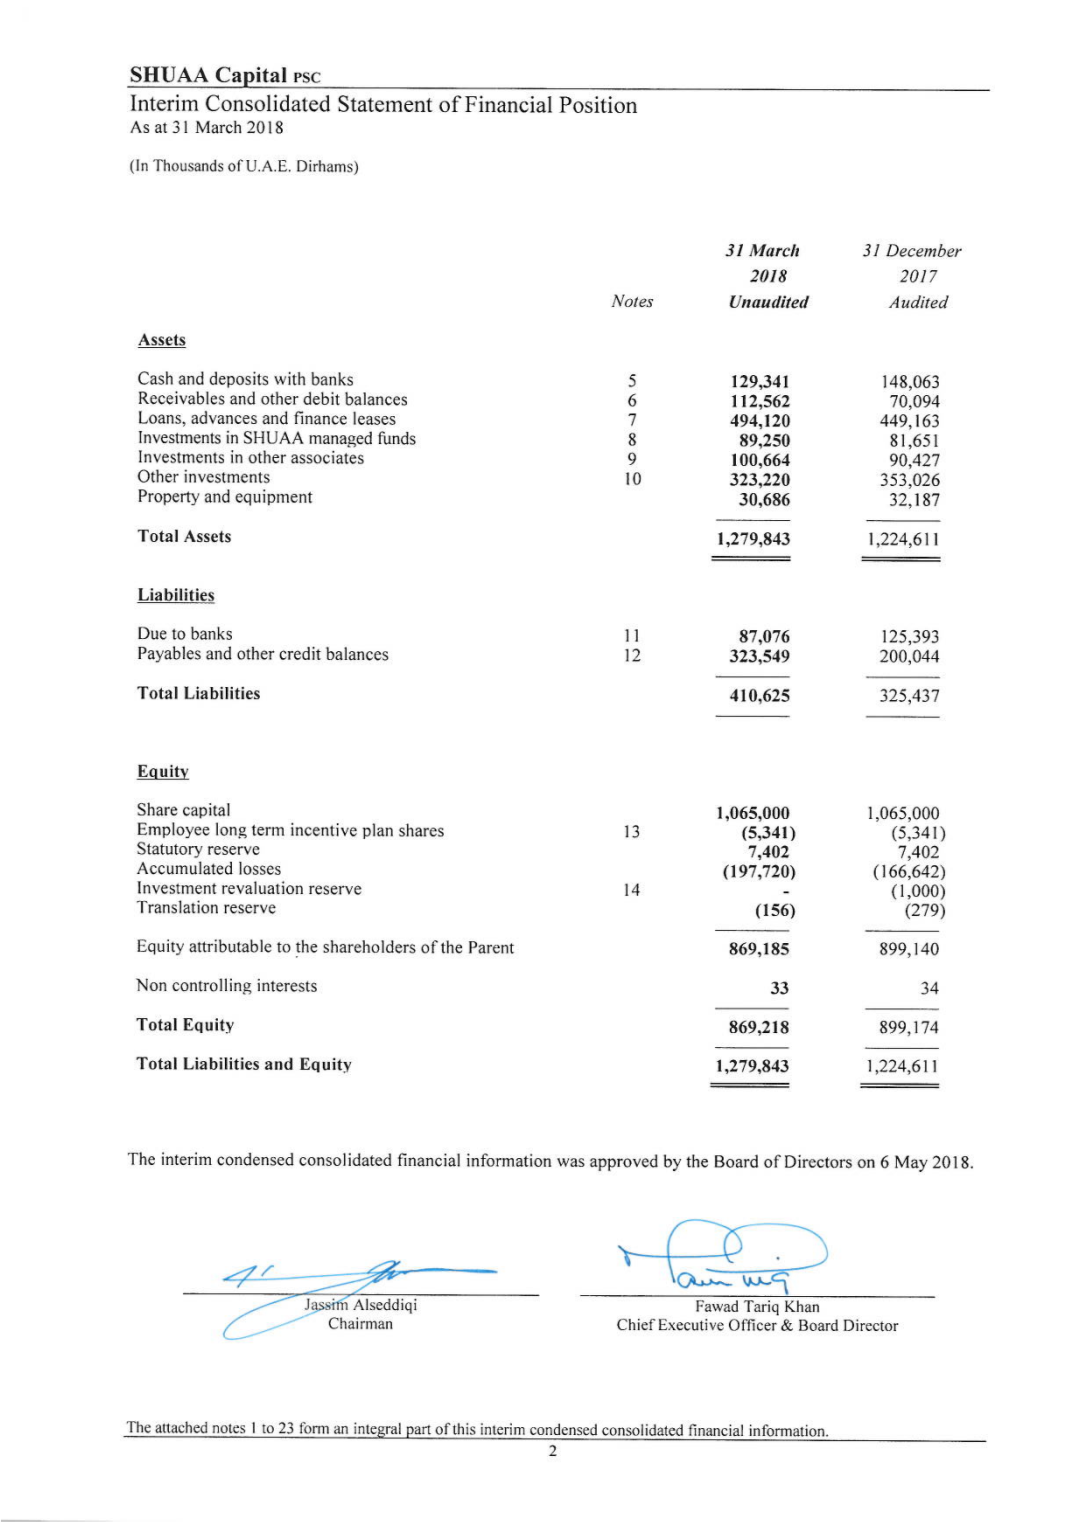 SHUAA Capital PSC
Interim Consolidated Statement of Financial Position
As at 31 March 2018
(In Thousands of U.A.E. Dirhams)
31 March 31 December
2018 2017
Notes Unaudited Audited
Assets
Cash and deposits with banks 5 129,341 148,063
Receivables and other debit balances 6 112,562 70,094
Loans, advances and finance leases 7 494,120 449,163
Investments in SHUAA managed funds 8 89,250 81,651
Investments in other associates 9 100,664 90,427
Other investments 10 323,220 353,026
Property and equipment 30,686 32,187
Total Assets 1,279,843 1,224,611
Liabilities
Due to banks 11 87,076 125,393
Payables and other credit balances 12 323,549 200,044
Total Liabilities 410,625 325,437
Equity
Share capital 1,065,000 1,065,000
Employee long term incentive plan shares 13 (5,341) (5,341)
Statutory reserve 7,402 7,402
Accumulated losses (197,720) (166,642)
Investment revaluation reserve 14 - (1,000)
Translation reserve (156) (279)
Equity attributable to the shareholders of the Parent 869,185 899,140
Non controlling interests 33 34
Total Equity 869,218 899,174
Total Liabilities and Equity 1,279,843 1,224,611
The interim condensed consolidated financial information was approved by the Board of Directors on 6 May 2018.
Jassim Alseddiqi Fawad Tariq Khan
Chairman Chief Executive Officer & Board Director
The attached notes 1 to 23 form an integral part of this interim condensed consolidated financial information.
2